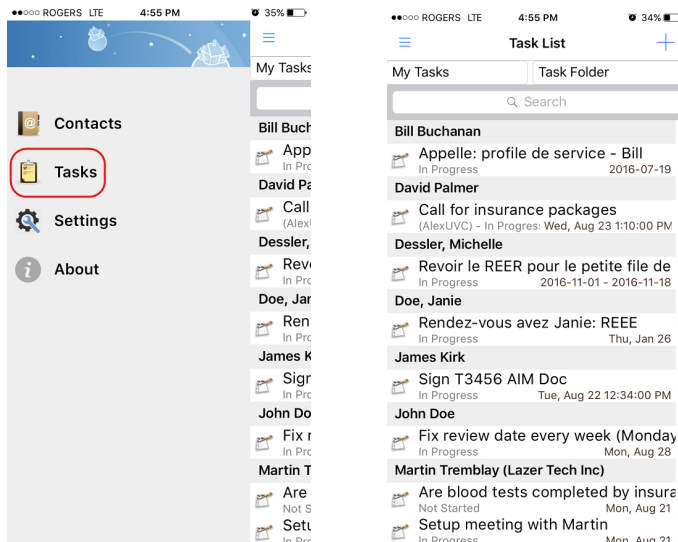 ROGERS LTE 4:55 PM 35%
Contacts
Tasks
Settings
About
My Tasks
Bill Buch
App
In Pro
David Pa
Call
(AlexU
Dessler,
Reve
In Pro
Doe, Jan
Ren
In Pro
James K
Sign
In Pro
John Do
Fix r
In Pro
Martin T
Are
Not S
Setu
In Pro
ROGERS LTE 4:55 PM 34%
Task List
My Tasks Task Folder
Search
Bill Buchanan
Appelle: profile de service - Bill
In Progress 2016-07-19
David Palmer
Call for insurance packages
(AlexUVC) - In Progres: Wed, Aug 23 1:10:00 PM
Dessler, Michelle
Revoir le REER pour le petite file de
In Progress 2016-11-01 - 2016-11-18
Doe, Janie
Rendez-vous avez Janie: REEE
In Progress Thu, Jan 26
James Kirk
Sign T3456 AIM Doc
In Progress Tue, Aug 22 12:34:00 PM
John Doe
Fix review date every week (Monday
In Progress Mon, Aug 28
Martin Tremblay (Lazer Tech Inc)
Are blood tests completed by insura
Not Started Mon, Aug 21
Setup meeting with Martin
In Progress Mon, Aug 21